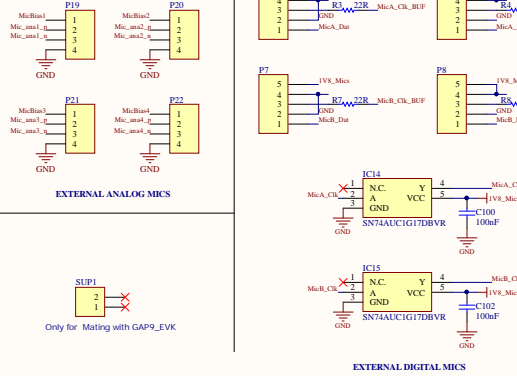 P19
MicBias1
Mic_ana1_p
Mic_ana1_n
1
2
3
4
GND
P20
MicBias2
Mic_ana2_p
Mic_ana2_n
1
2
3
4
GND
P21
MicBias3
Mic_ana3_p
Mic_ana3_n
1
2
3
4
GND
P22
MicBias4
Mic_ana4_p
Mic_ana4_n
1
2
3
4
GND
EXTERNAL ANALOG MICS
SUP1
2
1
Only for Mating with GAP9_EVK
4
3
2
1
R3 22R MicA_Clk_BUF
GND
MicA_Dat
4
3
2
1
R4
GND
MicA_
P7
5
4
3
2
1
1V8_Mics
R7 22R MicB_Clk_BUF
GND
MicB_Dat
P8
5
4
3
2
1
1V8_M
R8
GND
MicB_
IC14
MicA_Clk
1 N.C.
2 A
3 GND
Y 4
VCC 5
MicA_C
1V8_Mic
GND
SN74AUC1G17DBVR
C100
100nF
GND
IC15
MicB_Clk
1 N.C.
2 A
3 GND
Y 4
VCC 5
MicB_C
1V8_Mic
GND
SN74AUC1G17DBVR
C102
100nF
GND
EXTERNAL DIGITAL MICS